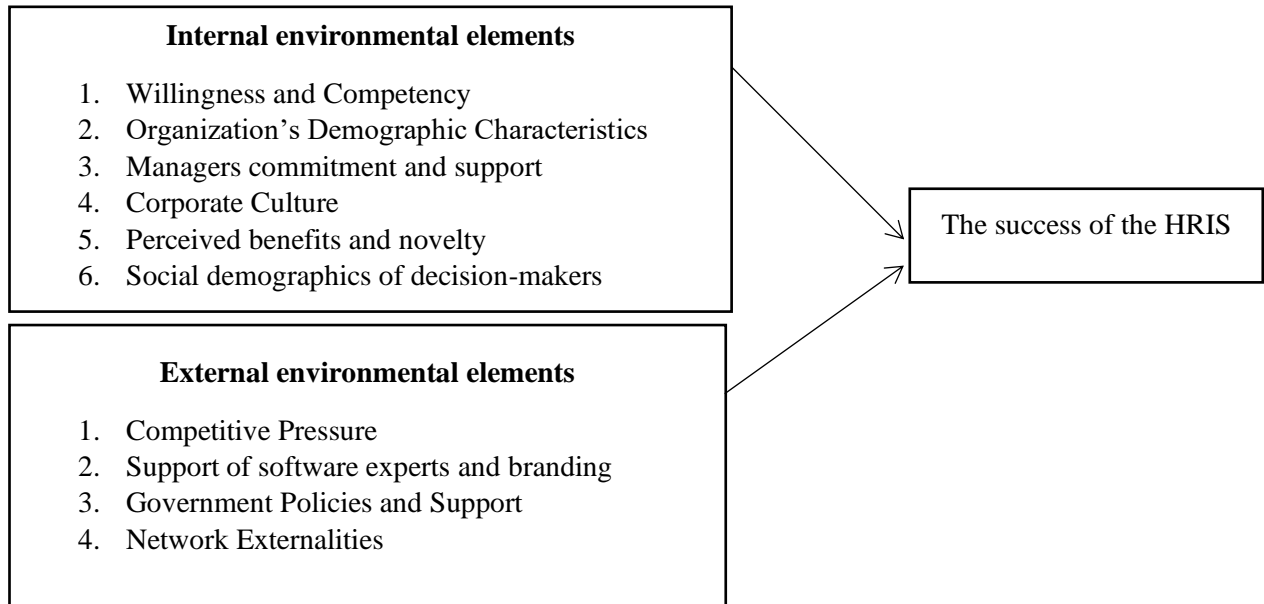 Internal environmental elements
1. Willingness and Competency
2. Organization’s Demographic Characteristics
3. Managers commitment and support
4. Corporate Culture
5. Perceived benefits and novelty
6. Social demographics of decision-makers
The success of the HRIS
External environmental elements
1. Competitive Pressure
2. Support of software experts and branding
3. Government Policies and Support
4. Network Externalities